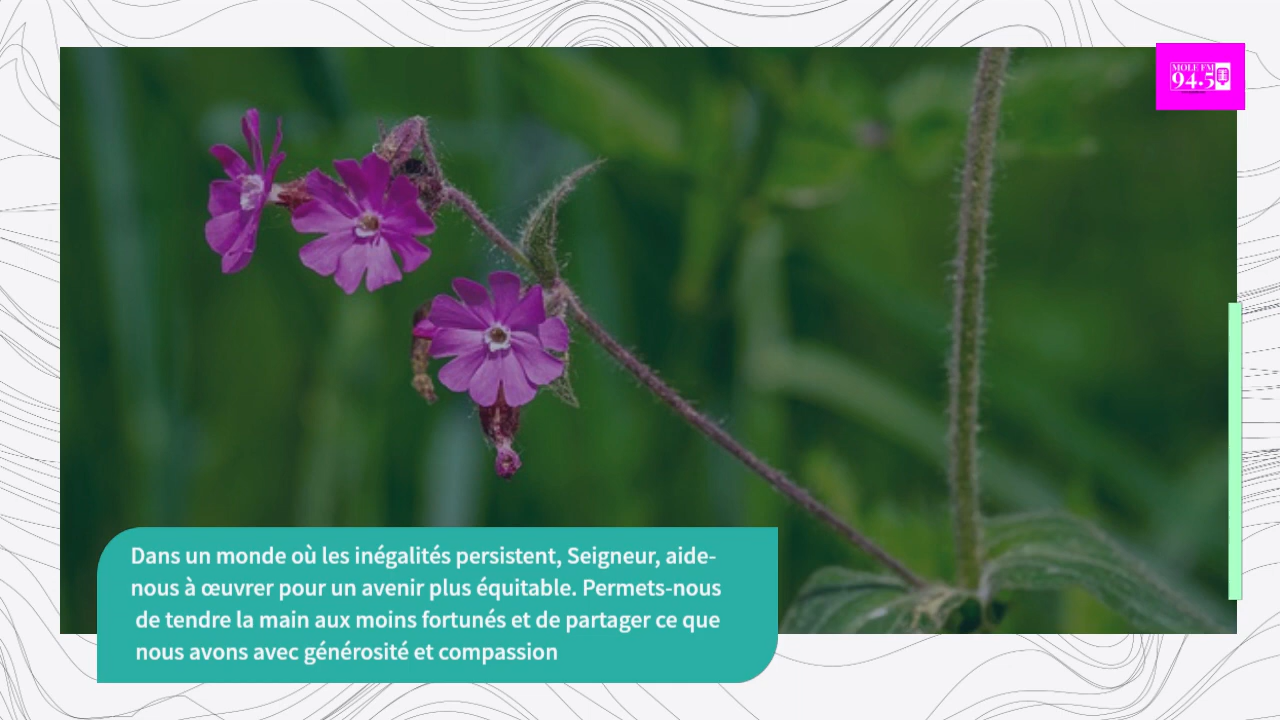 MOLE FM
94.5
Dans un monde où les inégalités persistent, Seigneur, aide-
nous à œuvrer pour un avenir plus équitable. Permets-nous
de tendre la main aux moins fortunés et de partager ce que
nous avons avec générosité et compassion